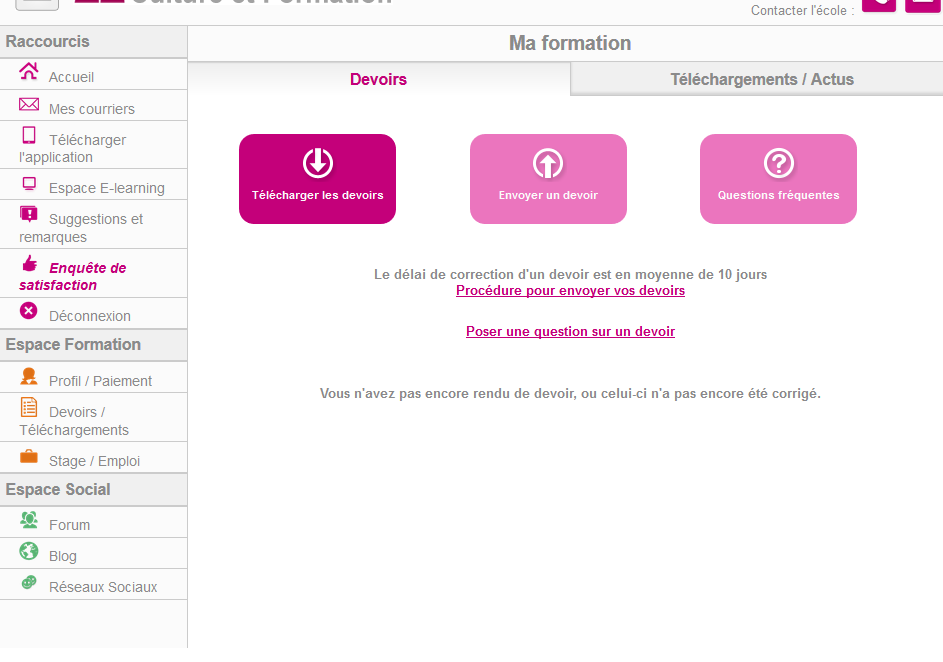 Culture et Formation
Contacter l'école :
Raccourcis
Accueil
Mes courriers
Télécharger
l'application
Espace E-learning
Suggestions et
remarques
Enquête de
satisfaction
Déconnexion
Espace Formation
Profil / Paiement
Devoirs /
Téléchargements
Stage / Emploi
Espace Social
Forum
Blog
Réseaux Sociaux
Ma formation
Devoirs
Téléchargements / Actus
Télécharger les devoirs
Envoyer un devoir
Questions fréquentes
Le délai de correction d'un devoir est en moyenne de 10 jours
Procédure pour envoyer vos devoirs
Poser une question sur un devoir
Vous n'avez pas encore rendu de devoir, ou celui-ci n'a pas encore été corrigé.